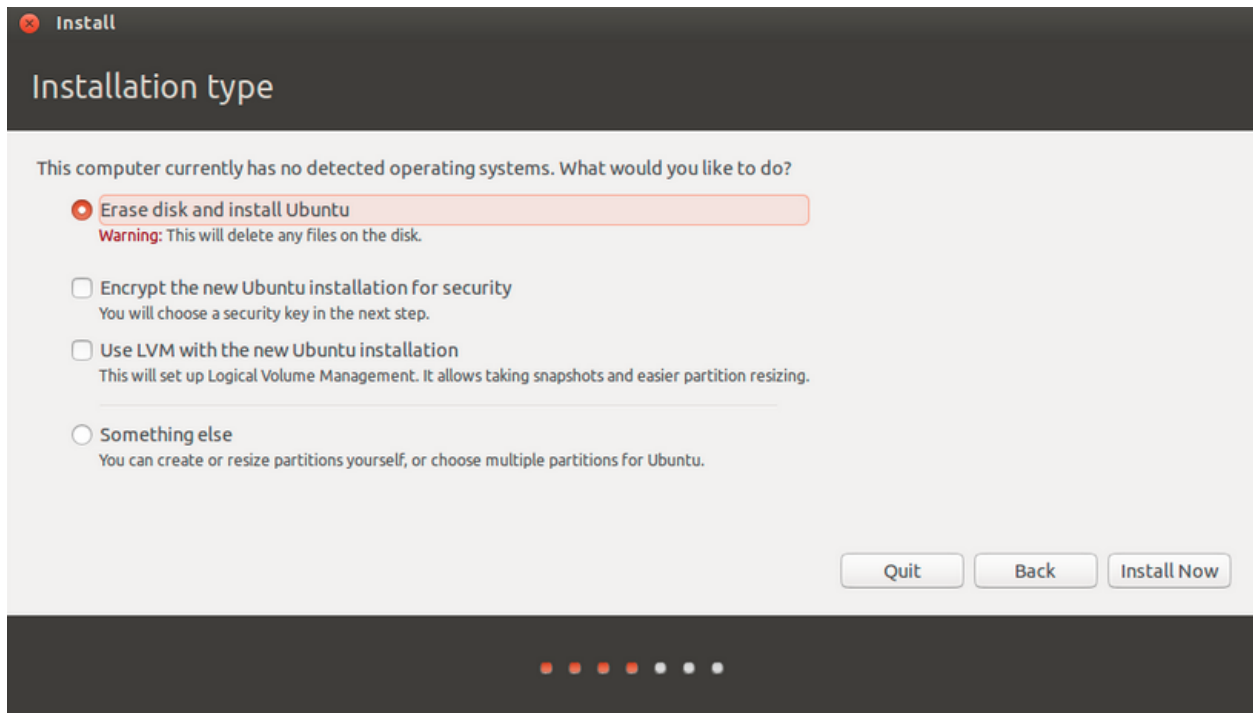 Install
Installation type
This computer currently has no detected operating systems. What would you like to do?
Erase disk and install Ubuntu
Warning: This will delete any files on the disk.
Encrypt the new Ubuntu installation for security
You will choose a security key in the next step.
Use LVM with the new Ubuntu installation
This will set up Logical Volume Management. It allows taking snapshots and easier partition resizing.
Something else
You can create or resize partitions yourself, or choose multiple partitions for Ubuntu.
Quit Back Install Now